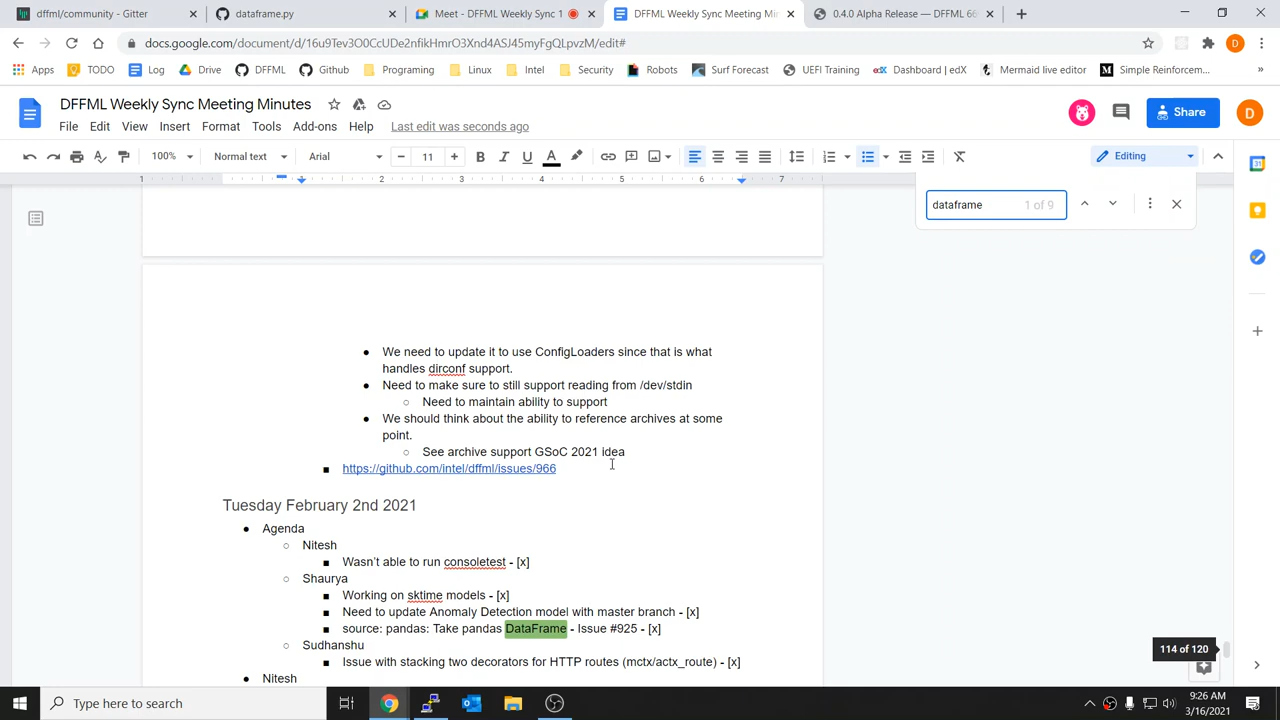 dffml/community - Gitter
dataframe.py
Meet - DFFML Weekly Sync 1
DFFML Weekly Sync Meeting Min
0.4.0 Alpha Release — DFFML 66
docs.google.com/document/d/16u9Tev3O0CcUDe2nfikHmrO3Xnd4ASJ45myFgQLpvzM/edit#
Apps TODO Log Drive DFFML Github Programing Linux Intel Security Robots Surf Forecast UEFI Training Dashboard | edX Mermaid live editor Simple Reinforcem...
DFFML Weekly Sync Meeting Minutes
File Edit View Insert Format Tools Add-ons Help Last edit was seconds ago
Share
D
100% Normal text Arial 11 Editing
1 1 2 3 4 5 6 7
dataframe 1 of 9
We need to update it to use ConfigLoaders since that is what
handles dirconf support.
Need to make sure to still support reading from /dev/stdin
Need to maintain ability to support
We should think about the ability to reference archives at some
point.
See archive support GSoC 2021 idea
https://github.com/intel/dffml/issues/966
Tuesday February 2nd 2021
Agenda
Nitesh
Wasn't able to run consoletest - [x]
Shaurya
Working on sktime models - [x]
Need to update Anomaly Detection model with master branch - [x]
source: pandas: Take pandas DataFrame - Issue #925 - [x]
Sudhanshu
Issue with stacking two decorators for HTTP routes (mctx/actx_route) - [x]
Nitesh
114 of 120
Type here to search
9:26 AM
3/16/2021